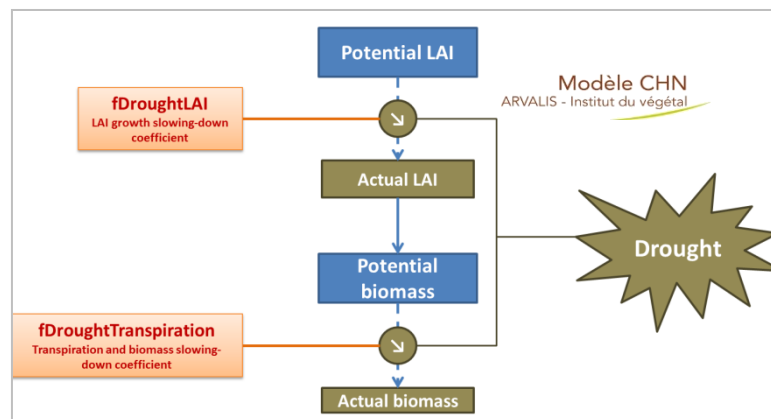 Potential LAI
Modèle CHN
ARVALIS - Institut du végétal
fDroughtLAI
LAI growth slowing-down
coefficient
Actual LAI
Drought
Potential
biomass
fDroughtTranspiration
Transpiration and biomass slowing-
down coefficient
Actual biomass